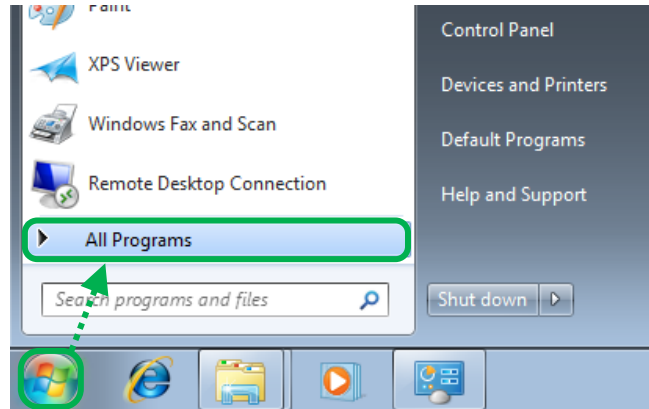 Paint
XPS Viewer
Windows Fax and Scan
Remote Desktop Connection
All Programs
Search programs and files
Control Panel
Devices and Printers
Default Programs
Help and Support
Shut down